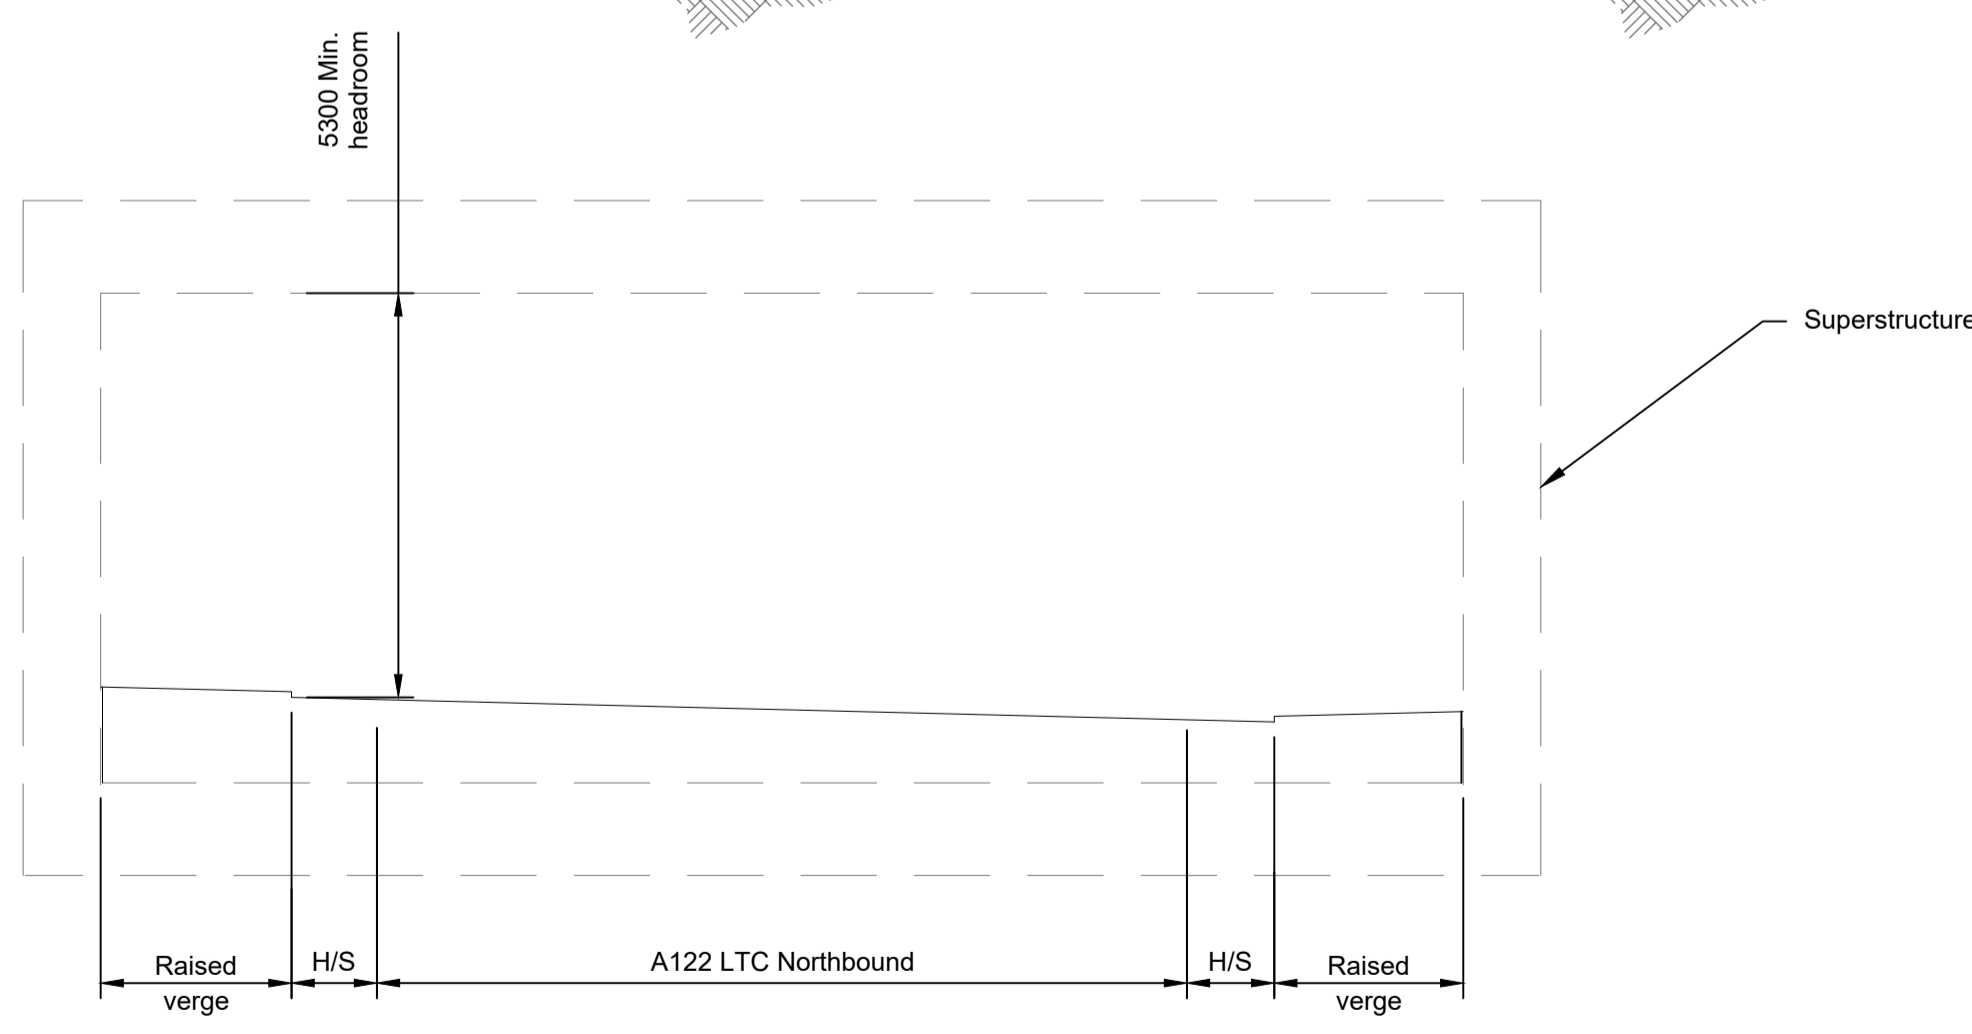 5300 Min.
headroom
Superstructure
Raised
verge
H/S
A122 LTC Northbound
H/S
Raised
verge